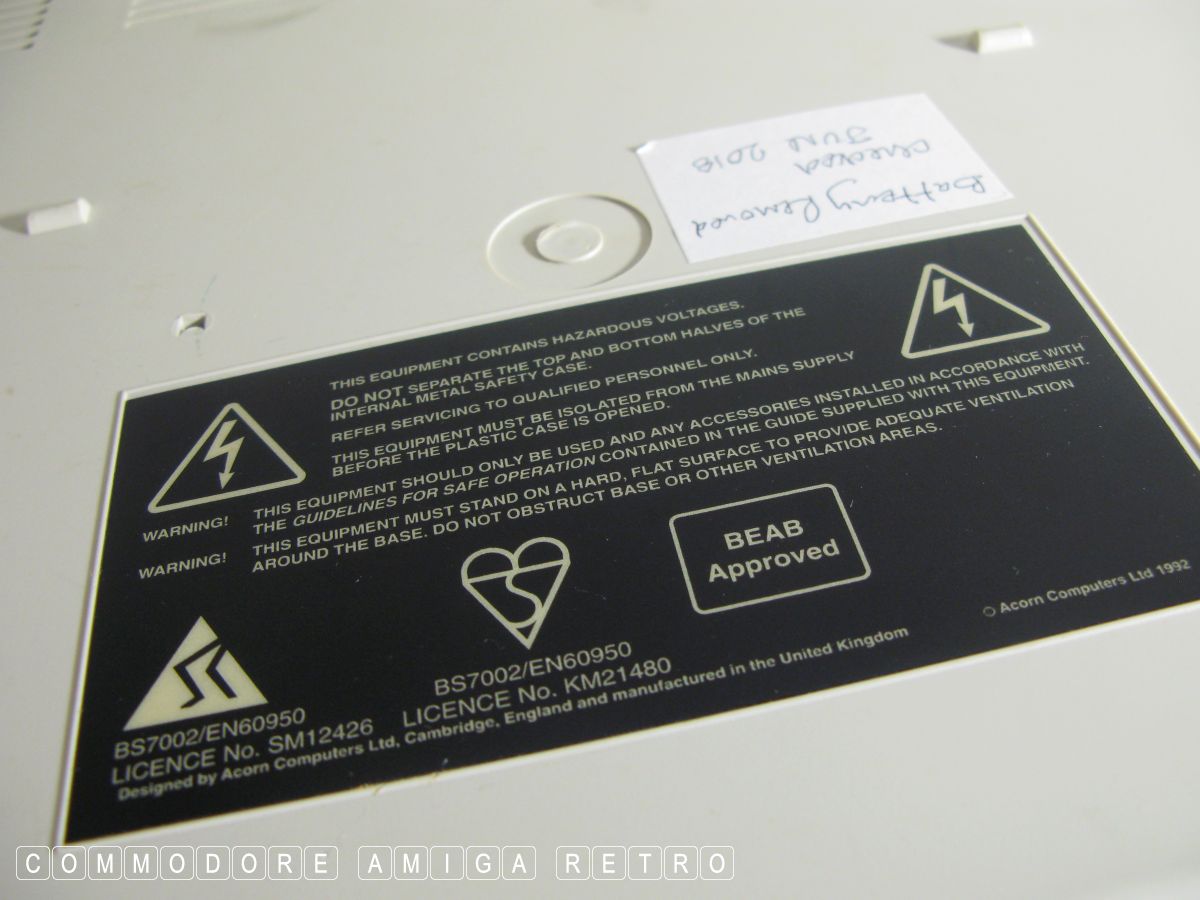 Battery Removed
checked
JUNE 2018
THIS EQUIPMENT CONTAINS HAZARDOUS VOLTAGES.
DO NOT SEPARATE THE TOP AND BOTTOM HALVES OF THE
INTERNAL METAL SAFETY CASE.
REFER SERVICING TO QUALIFIED PERSONNEL ONLY.
THIS EQUIPMENT MUST BE ISOLATED FROM THE MAINS SUPPLY
BEFORE THE PLASTIC CASE IS OPENED.
WARNING! THIS EQUIPMENT SHOULD ONLY BE USED AND ANY ACCESSORIES INSTALLED IN ACCORDANCE WITH
THE GUIDELINES FOR SAFE OPERATION CONTAINED IN THE GUIDE SUPPLIED WITH THIS EQUIPMENT.
WARNING! THIS EQUIPMENT MUST STAND ON A HARD, FLAT SURFACE TO PROVIDE ADEQUATE VENTILATION
AROUND THE BASE. DO NOT OBSTRUCT BASE OR OTHER VENTILATION AREAS.
BEAB
Approved
BS7002/EN60950
LICENCE No. SM12426
BS7002/EN60950
LICENCE No. KM21480
Designed by Acorn Computers Ltd, Cambridge, England and manufactured in the United Kingdom
© Acorn Computers Ltd 1992
COMMODORE AMIGA RETRO